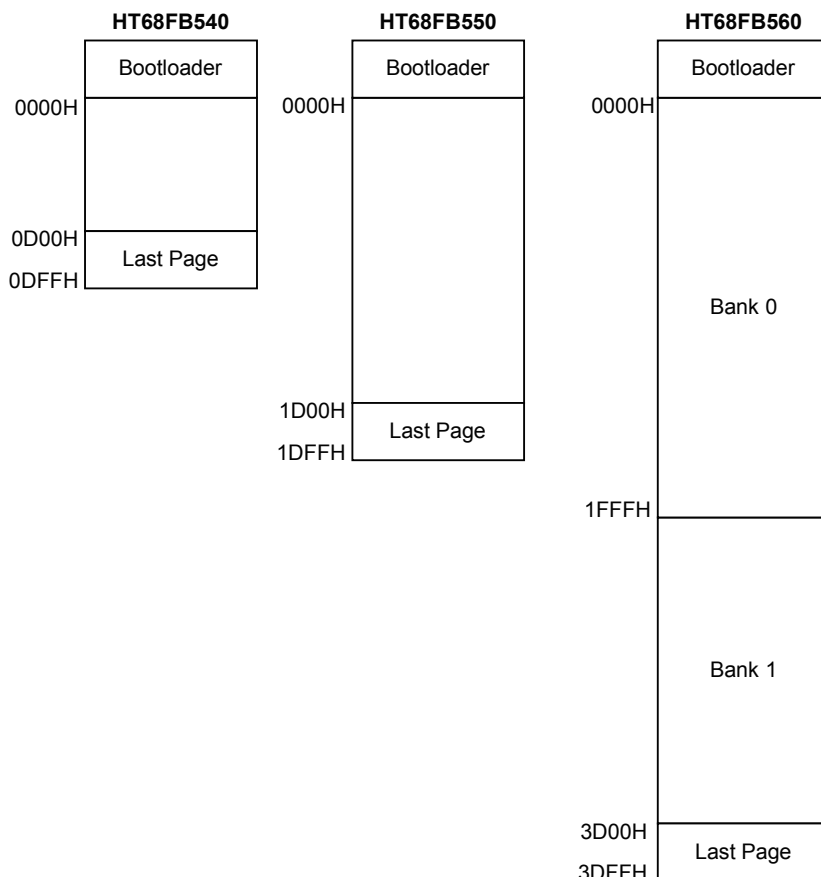 HT68FB540
Bootloader
0000H
0D00H
Last Page
0DFFH
HT68FB550
Bootloader
0000H
1D00H
Last Page
1DFFH
HT68FB560
Bootloader
0000H
Bank 0
1FFFH
Bank 1
3D00H
Last Page
3DFFH